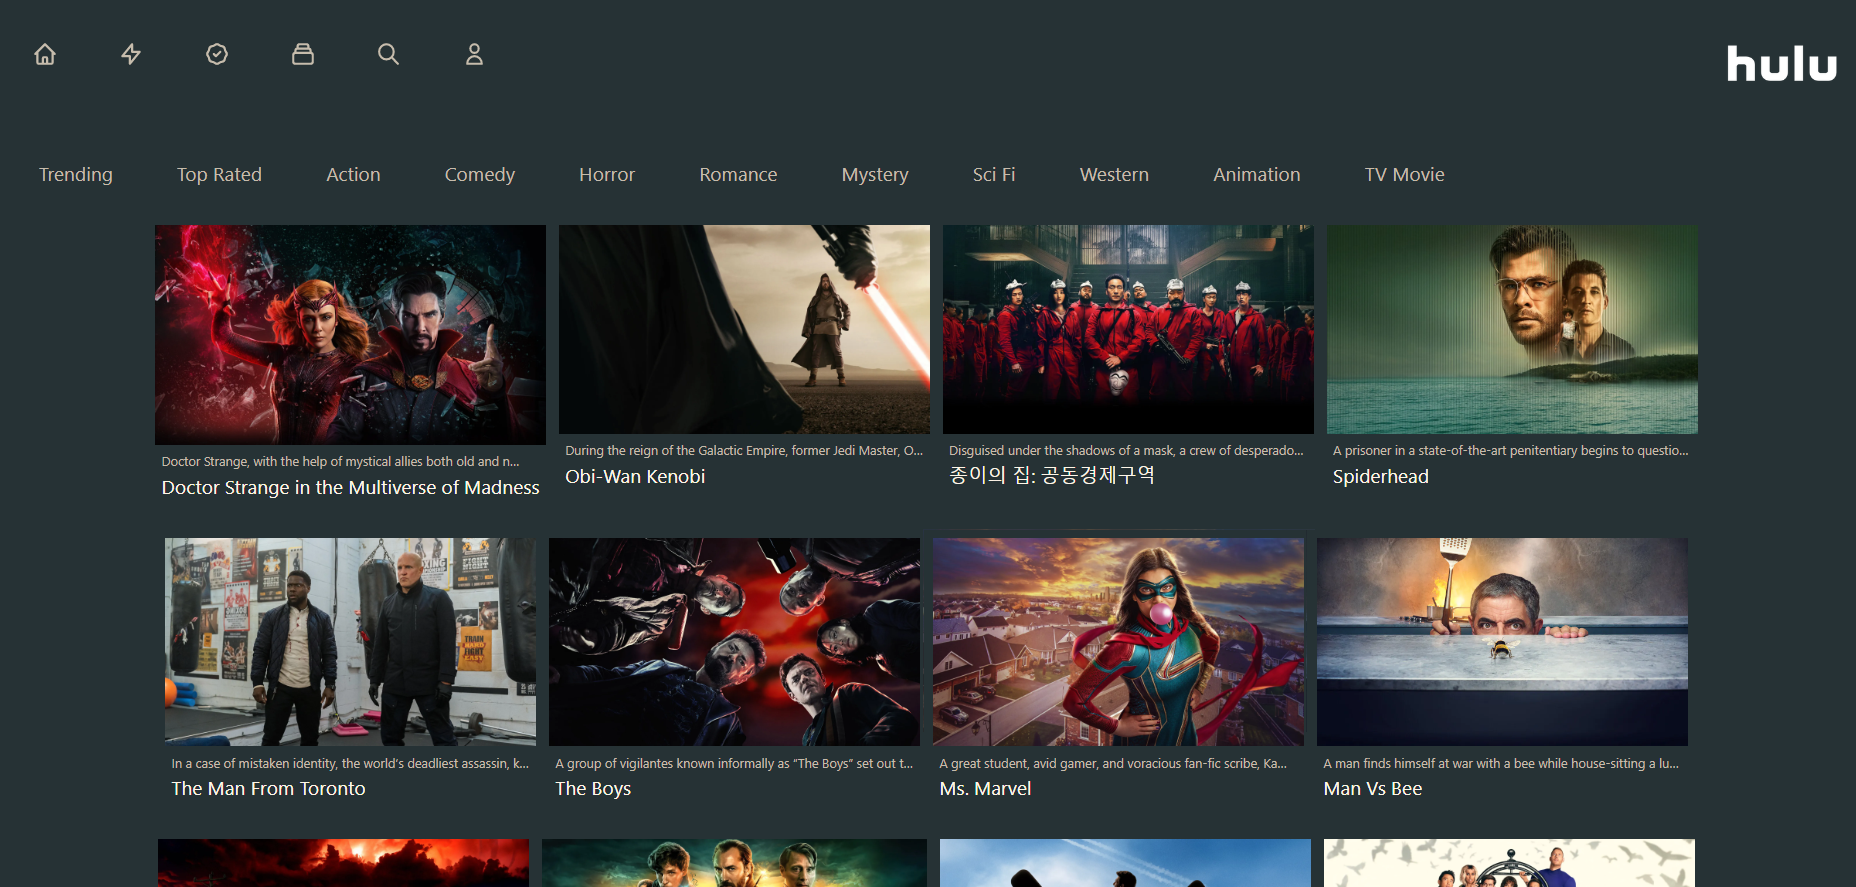 hulu
Trending
Top Rated
Action
Comedy
Horror
Romance
Mystery
Sci Fi
Western
Animation
TV Movie
Doctor Strange, with the help of mystical allies both old and n...
Doctor Strange in the Multiverse of Madness
During the reign of the Galactic Empire, former Jedi Master, O...
Obi-Wan Kenobi
Disguised under the shadows of a mask, a crew of desperado...
종이의 집: 공동경제구역
A prisoner in a state-of-the-art penitentiary begins to questio...
Spiderhead
TRAIN
HARD
FIGHT
EASY
In a case of mistaken identity, the world’s deadliest assassin, k...
The Man From Toronto
A group of vigilantes known informally as “The Boys” set out t...
The Boys
A great student, avid gamer, and voracious fan-fic scribe, Ka...
Ms. Marvel
A man finds himself at war with a bee while house-sitting a lu...
Man Vs Bee